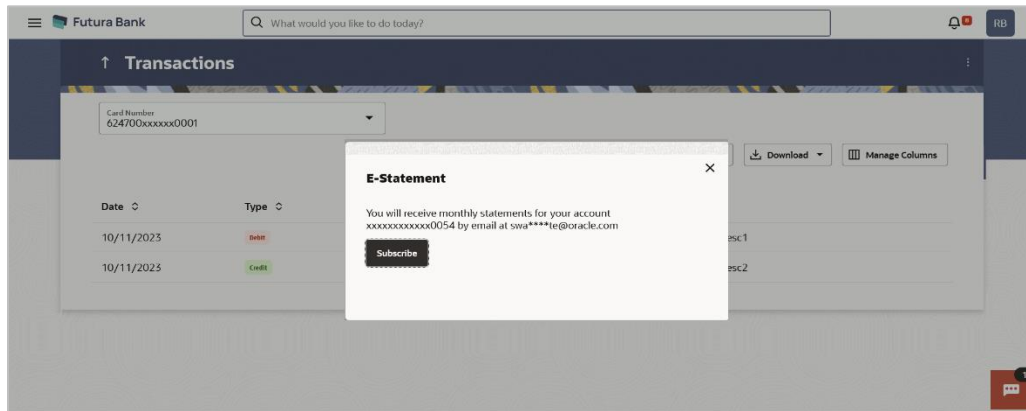 Futura Bank
What would you like to do today?
RB
Transactions
Card Number
624700xxxxxx0001
Download
Manage Columns
E-Statement
You will receive monthly statements for your account
xxxxxxxxxxxx0054 by email at swa****te@oracle.com
Subscribe
Date
Type
10/11/2023
Debit
esc1
10/11/2023
Credit
esc2